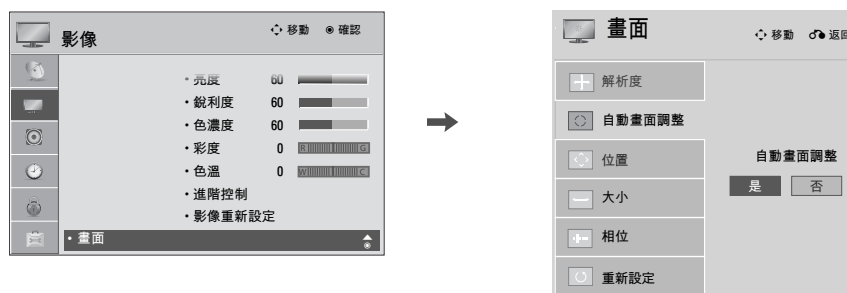 影像
移動 確認
・亮度 60
・銳利度 60
・色濃度 60
・彩度 0 R G
・色溫 0 W C
・進階控制
・影像重新設定
・畫面
畫面
移動 返回
解析度
自動畫面調整
位置
大小
相位
重新設定
自動畫面調整
是 否